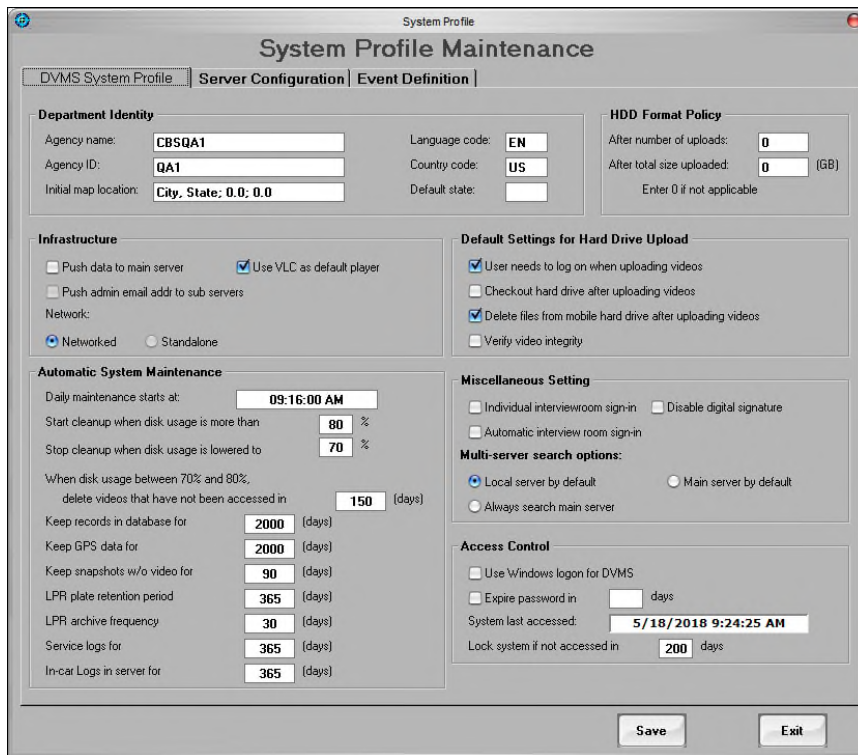 System Profile
System Profile Maintenance
DVMS System Profile
Server Configuration
Event Definition
Department Identity
Agency name: CBSQA1
Language code: EN
Agency ID: QA1
Country code: US
Initial map location: City, State; 0.0; 0.0
Default state:
HDD Format Policy
After number of uploads: 0
After total size uploaded: 0 (GB)
Enter 0 if not applicable
Infrastructure
Push data to main server
Use VLC as default player
Push admin email addr to sub servers
Network:
Networked
Standalone
Default Settings for Hard Drive Upload
User needs to log on when uploading videos
Checkout hard drive after uploading videos
Delete files from mobile hard drive after uploading videos
Verify video integrity
Automatic System Maintenance
Daily maintenance starts at: 09:16:00 AM
Start cleanup when disk usage is more than 80 %
Stop cleanup when disk usage is lowered to 70 %
When disk usage between 70% and 80%,
delete videos that have not been accessed in 150 (days)
Keep records in database for 2000 (days)
Keep GPS data for 2000 (days)
Keep snapshots w/o video for 90 (days)
LPR plate retention period 365 (days)
LPR archive frequency 30 (days)
Service logs for 365 (days)
In-car Logs in server for 365 (days)
Miscellaneous Setting
Individual interviewroom sign-in
Disable digital signature
Automatic interview room sign-in
Multi-server search options:
Local server by default
Main server by default
Always search main server
Access Control
Use Windows logon for DVMS
Expire password in days
System last accessed: 5/18/2018 9:24:25 AM
Lock system if not accessed in 200 days
Save
Exit